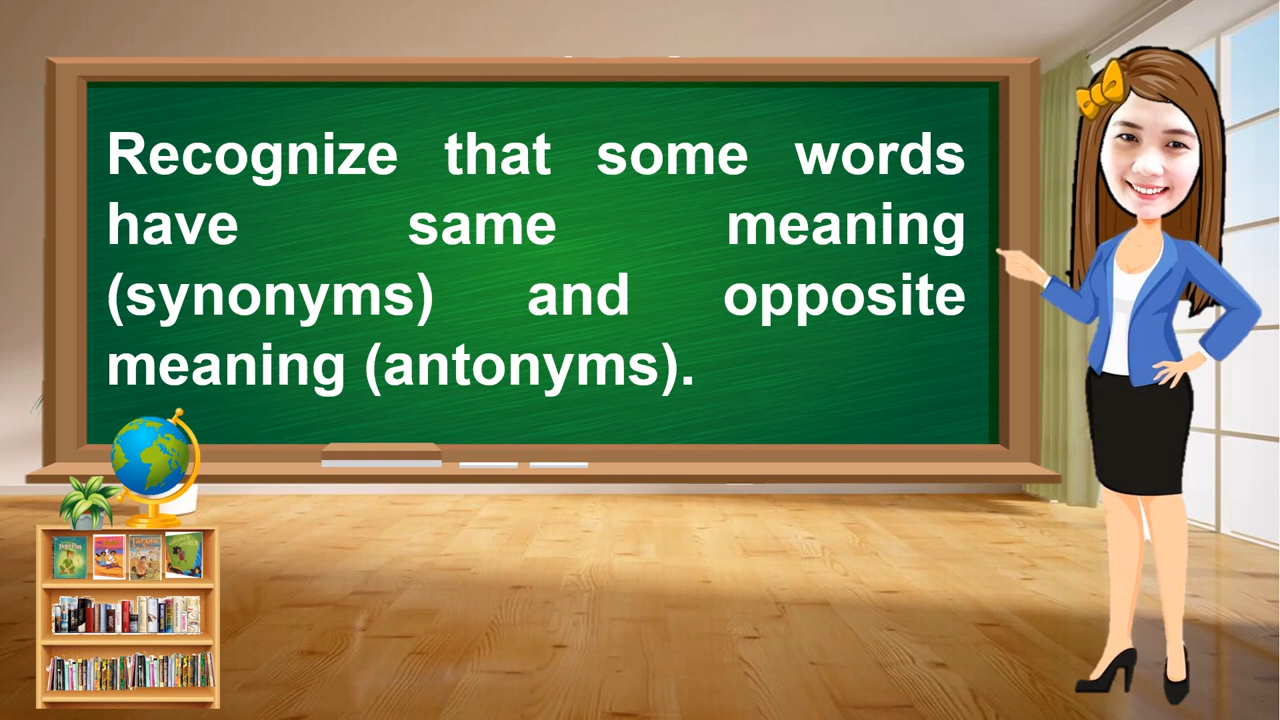 Recognize that some words
have same meaning
(synonyms) and opposite
meaning (antonyms).